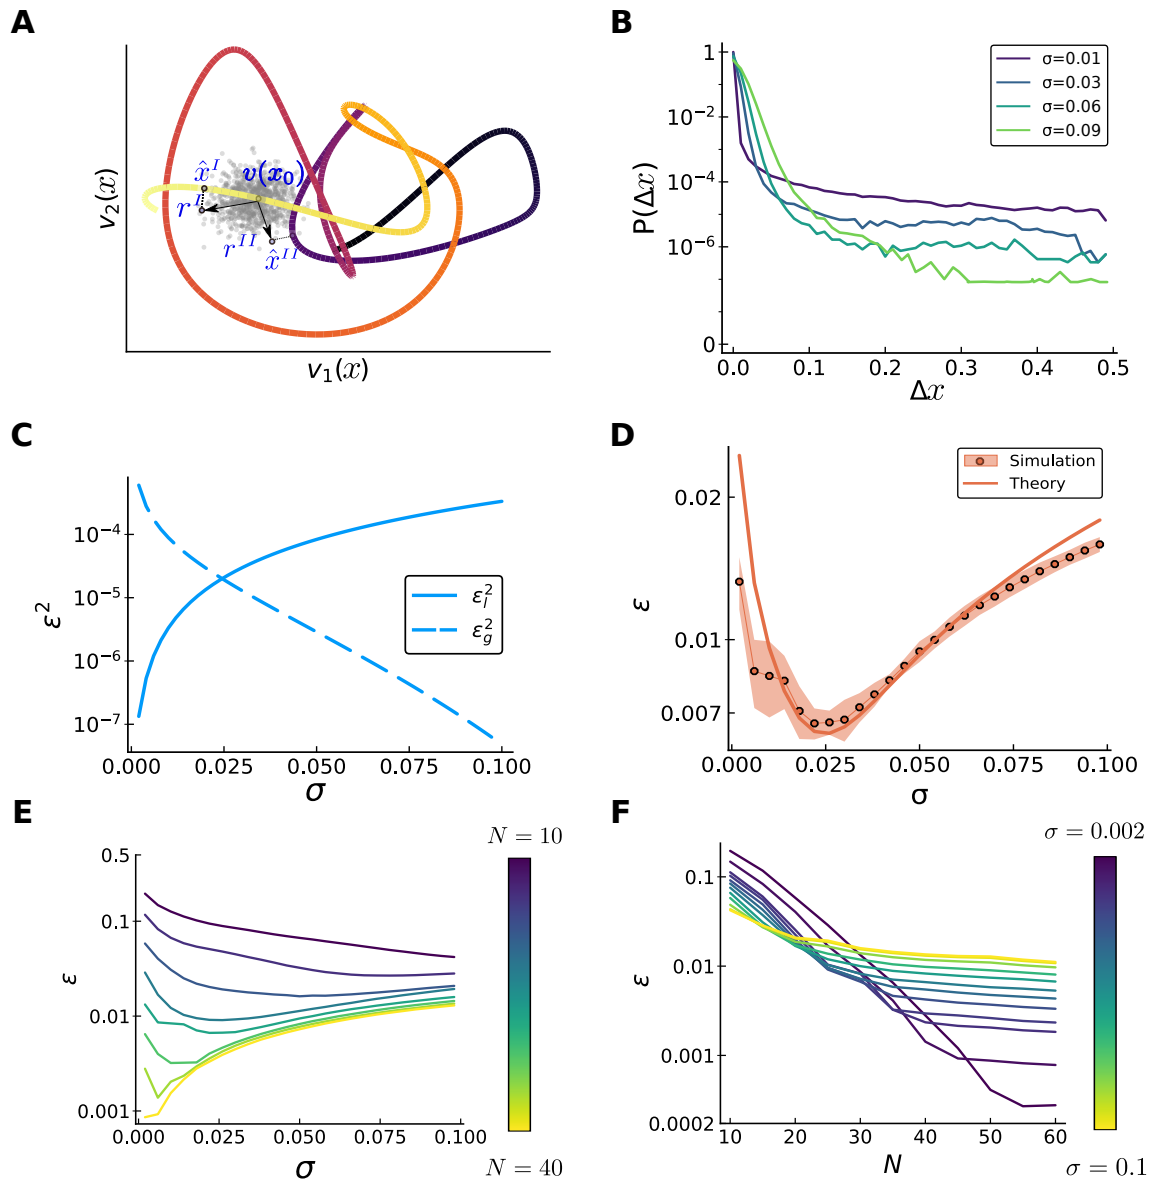 A
v₂(x)
v₁(x)
x̂ᴵ
v(x₀)
rᴵ
rᴵᴵ
x̂ᴵᴵ
B
P(Δx)
1
10⁻²
10⁻⁴
10⁻⁶
0
0.0 0.1 0.2 0.3 0.4 0.5
Δx
σ=0.01
σ=0.03
σ=0.06
σ=0.09
C
ε²
10⁻⁴
10⁻⁵
10⁻⁶
10⁻⁷
0.000 0.025 0.050 0.075 0.100
σ
ε_l²
ε_g²
D
ε
0.02
0.01
0.007
0.000 0.025 0.050 0.075 0.100
σ
Simulation
Theory
E
ε
0.5
0.1
0.01
0.001
0.000 0.025 0.050 0.075 0.100
σ
N = 10
N = 40
F
ε
0.1
0.01
0.001
0.0002
10 20 30 40 50 60
N
σ = 0.002
σ = 0.1